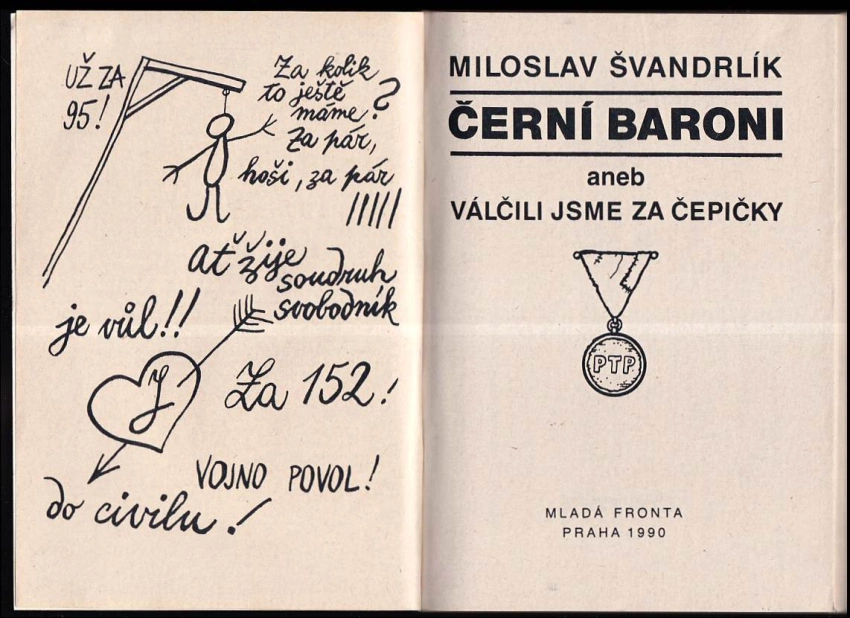 UŽ ZA
95!
Za kolik
to ještě
máme?
Za pár,
hoši, za pár
ať žije
soudruh
svobodník
je vůl!!
J
Za 152!
VOJNO POVOL!
do civilu!
MILOSLAV ŠVANDRLÍK
ČERNÍ BARONI
aneb
VÁLČILI JSME ZA ČEPIČKY
PTP
MLADÁ FRONTA
PRAHA 1990